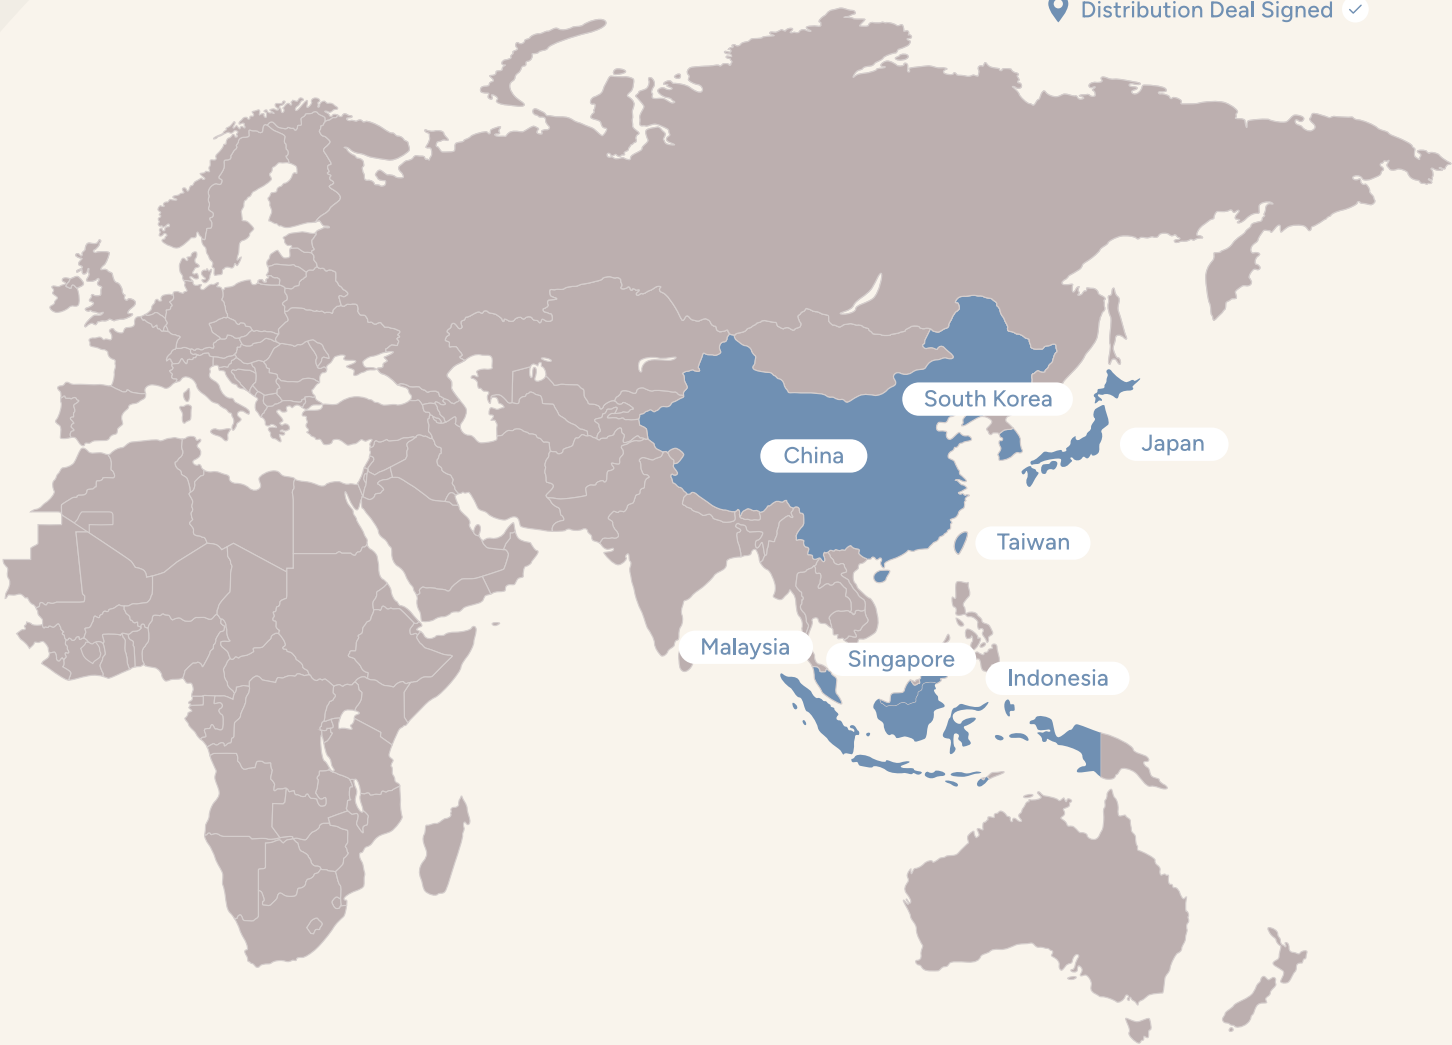 Distribution Deal Signed
South Korea
China
Japan
Taiwan
Malaysia
Singapore
Indonesia